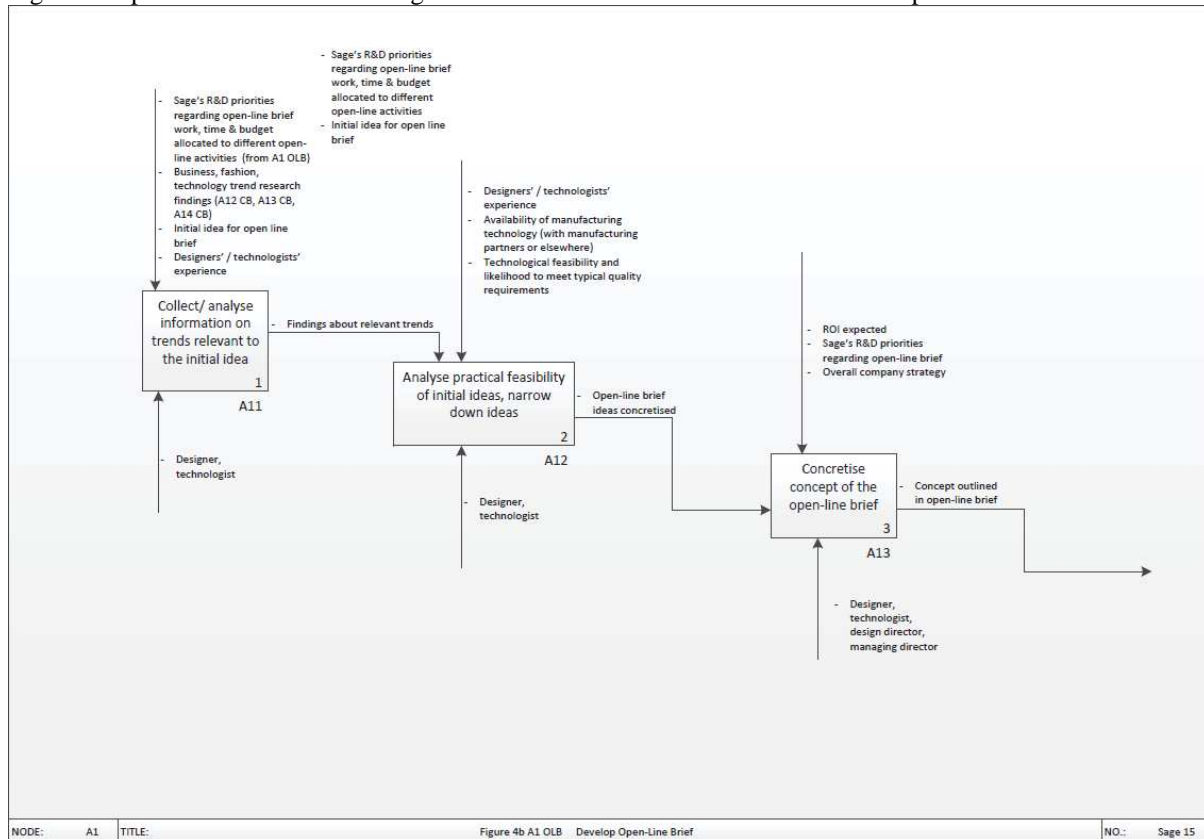 - Sage's R&D priorities
regarding open-line brief
work, time & budget
allocated to different open-
line activities (from A1 OLB)
- Business, fashion,
technology trend research
findings (A12 CB, A13 CB,
A14 CB)
- Initial idea for open line
brief
- Designers' / technologists'
experience
- Sage's R&D priorities
regarding open-line brief
work, time & budget
allocated to different
open-line activities
- Initial idea for open line
brief
- Designers' / technologists'
experience
- Availability of manufacturing
technology (with manufacturing
partners or elsewhere)
- Technological feasibility and
likelihood to meet typical quality
requirements
- ROI expected
- Sage's R&D priorities
regarding open-line brief
- Overall company strategy
Collect/ analyse
information on
trends relevant to
the initial idea
1
A11
- Findings about relevant trends
- Designer,
technologist
Analyse practical feasibility
of initial ideas, narrow
down ideas
2
A12
- Open-line brief
ideas concretised
- Designer,
technologist
Concretise
concept of the
open-line brief
3
A13
- Concept outlined
in open-line brief
- Designer,
technologist,
design director,
managing director
NODE: A1 TITLE: Figure 4b A1 OLB Develop Open-Line Brief NO.: Sage 15